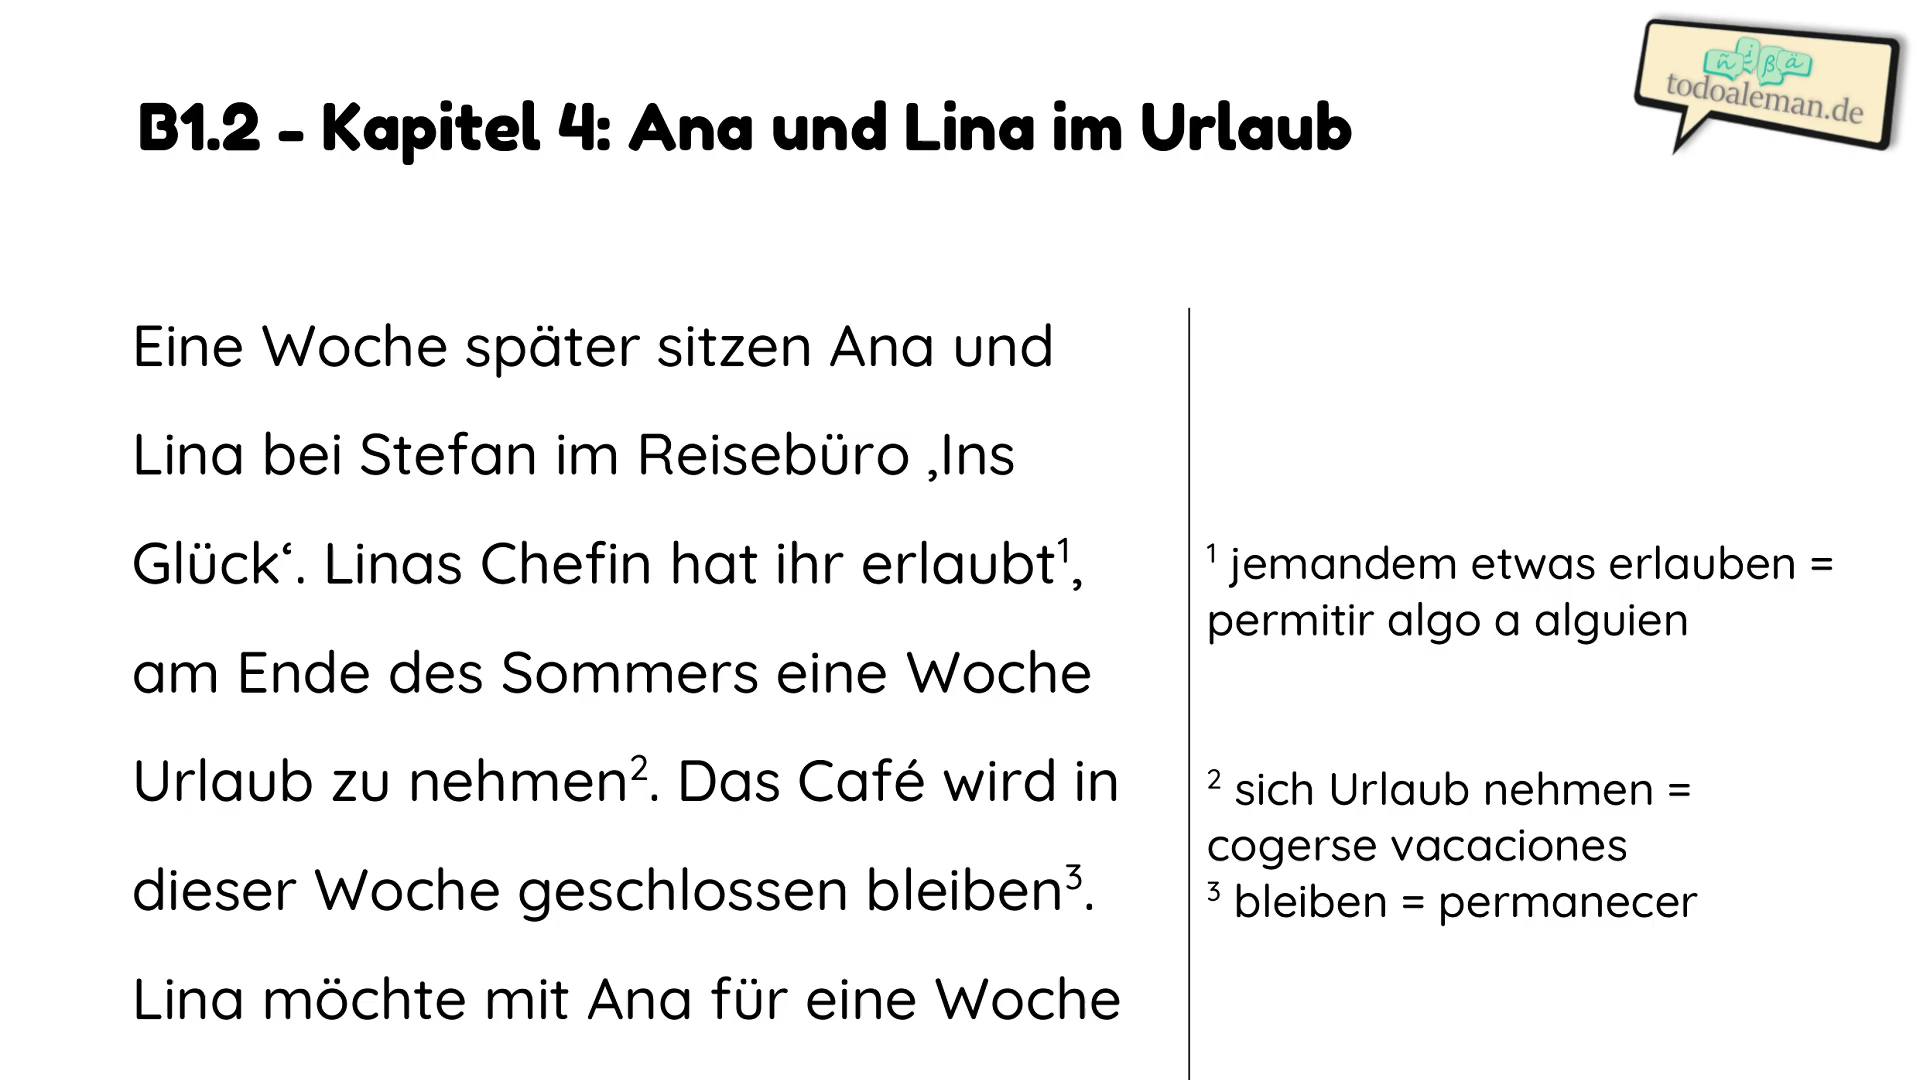 B1.2 - Kapitel 4: Ana und Lina im Urlaub
ñ ¿ ß ä
todoaleman.de
Eine Woche später sitzen Ana und
Lina bei Stefan im Reisebüro ‚Ins
Glück‘. Linas Chefin hat ihr erlaubt¹,
am Ende des Sommers eine Woche
Urlaub zu nehmen². Das Café wird in
dieser Woche geschlossen bleiben³.
Lina möchte mit Ana für eine Woche
¹ jemandem etwas erlauben =
permitir algo a alguien
² sich Urlaub nehmen =
cogerse vacaciones
³ bleiben = permanecer